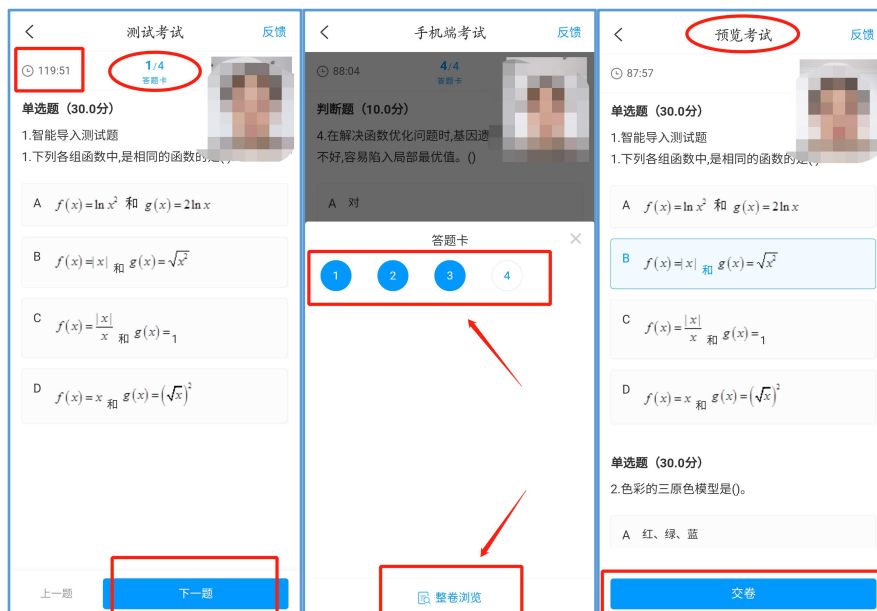 测试考试
反馈
119:51
1/4
答题卡
单选题（30.0分）
1.智能导入测试题
1.下列各组函数中,是相同的函数的是()
A f(x)=ln x² 和 g(x)=2ln x
B f(x)=|x| 和 g(x)=√x²
C f(x)=|x|/x 和 g(x)=1
D f(x)=x 和 g(x)=(√x)²
上一题
下一题
手机端考试
反馈
88:04
4/4
答题卡
判断题（10.0分）
4.在解决函数优化问题时,基因遗
不好,容易陷入局部最优值。()
A 对
答题卡
1 2 3 4
整卷浏览
预览考试
反馈
87:57
单选题（30.0分）
1.智能导入测试题
1.下列各组函数中,是相同的函数的是()
A f(x)=ln x² 和 g(x)=2ln x
B f(x)=|x| 和 g(x)=√x²
C f(x)=|x|/x 和 g(x)=1
D f(x)=x 和 g(x)=(√x)²
单选题（30.0分）
2.色彩的三原色模型是()。
A 红、绿、蓝
交卷